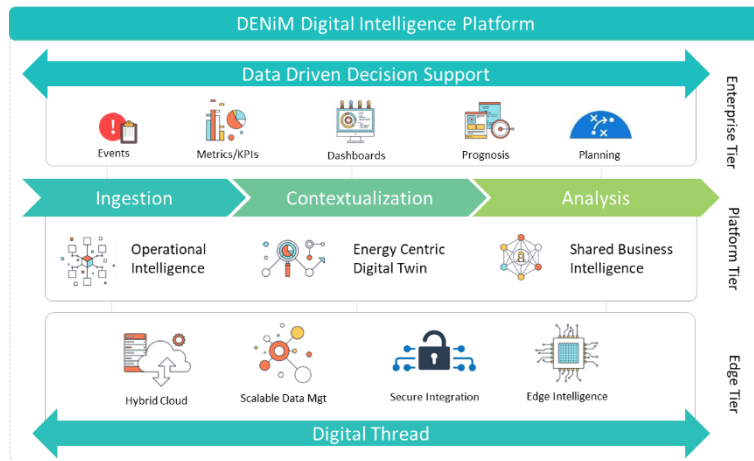 DENiM Digital Intelligence Platform
Data Driven Decision Support
Events
Metrics/KPIs
Dashboards
Prognosis
Planning
Enterprise Tier
Ingestion
Contextualization
Analysis
Operational
Intelligence
Energy Centric
Digital Twin
Shared Business
Intelligence
Platform Tier
Hybrid Cloud
Scalable Data Mgt
Secure Integration
Edge Intelligence
Edge Tier
Digital Thread